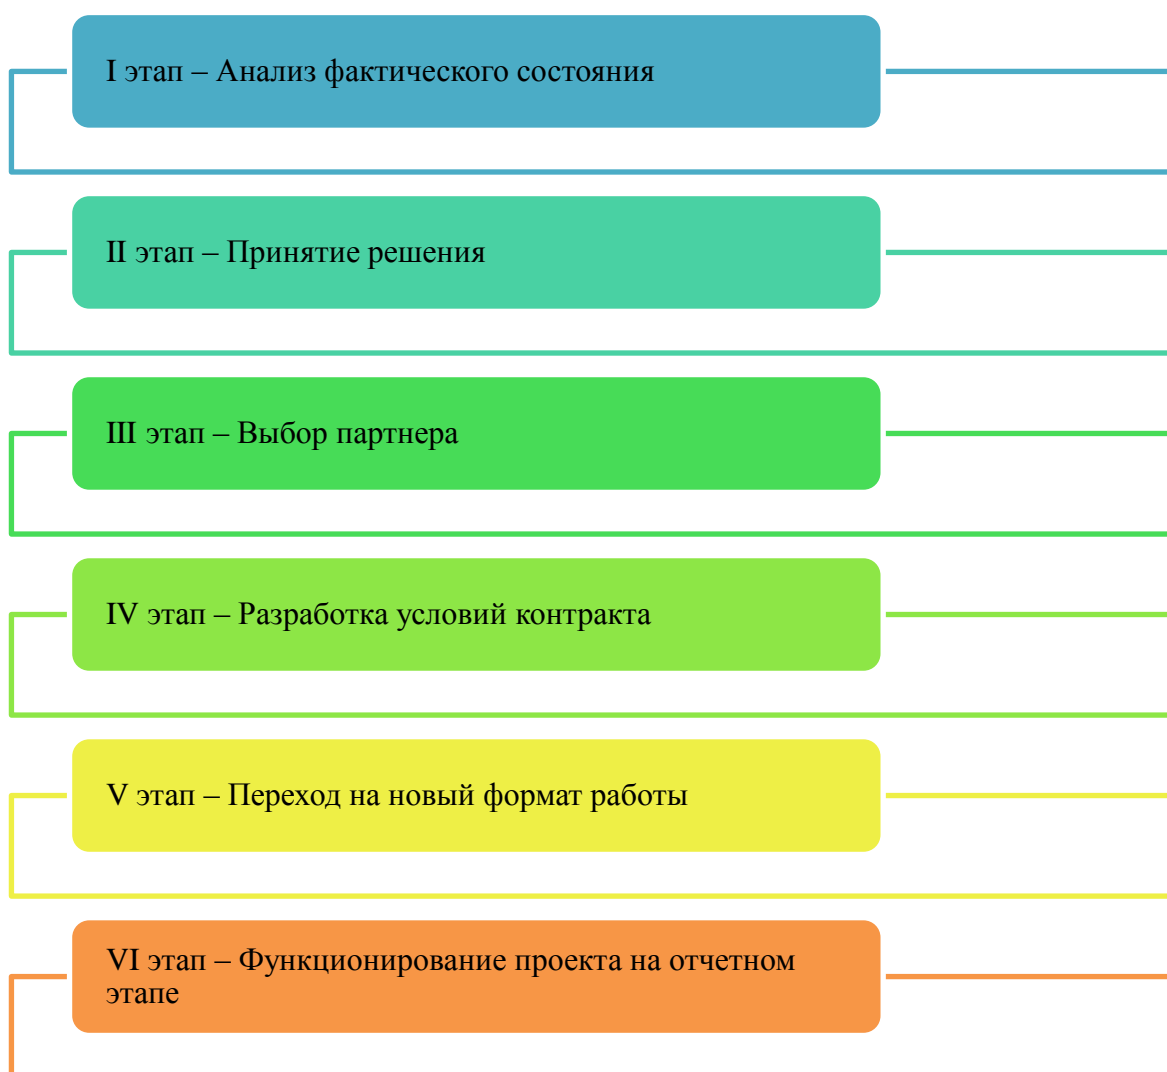 I этап – Анализ фактического состояния
II этап – Принятие решения
III этап – Выбор партнера
IV этап – Разработка условий контракта
V этап – Переход на новый формат работы
VI этап – Функционирование проекта на отчетном
этапе